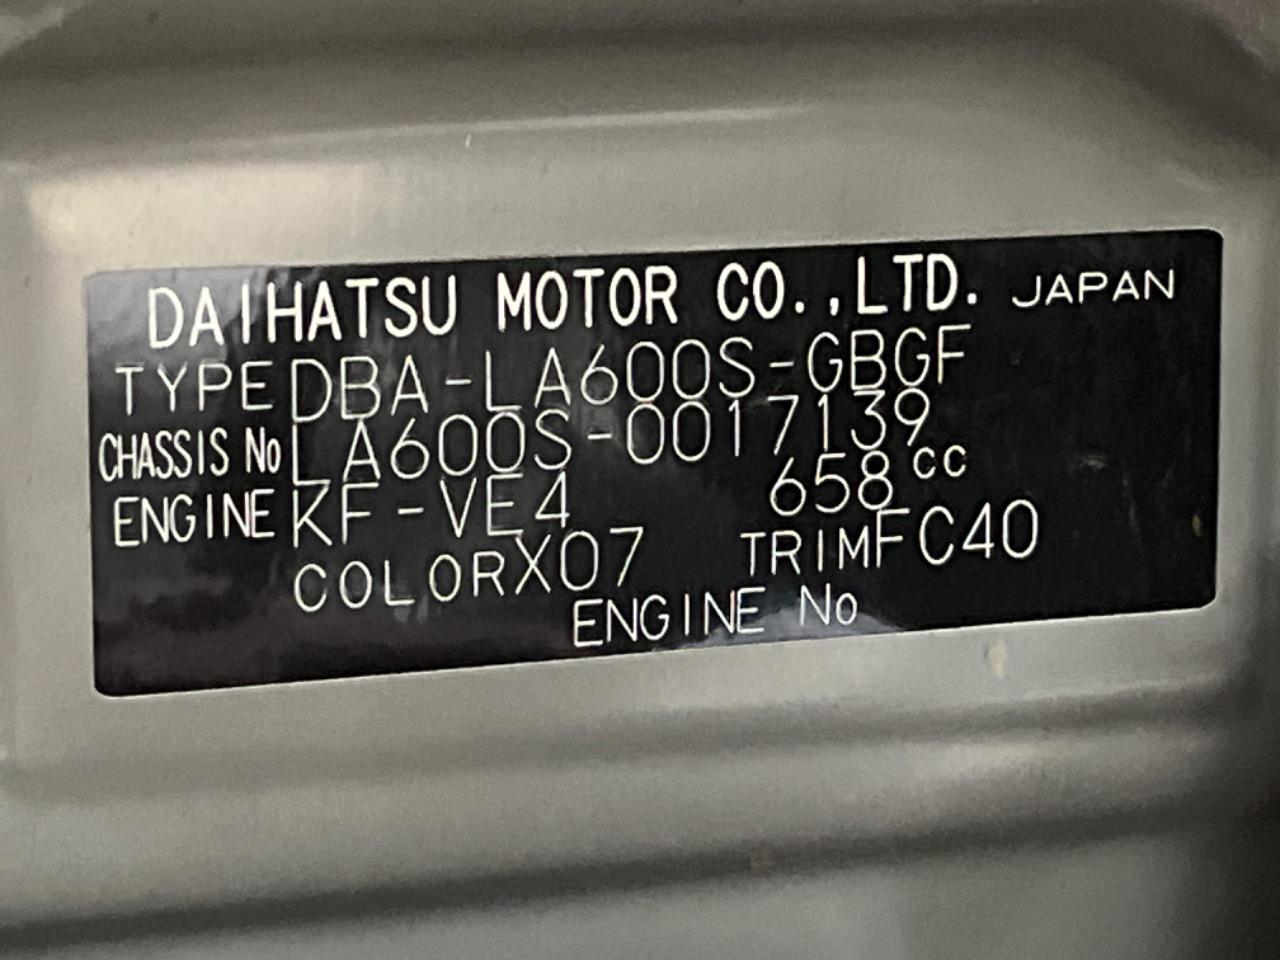 DAIHATSU MOTOR CO.,LTD. JAPAN
TYPE DBA-LA600S-GBGF
CHASSIS No LA600S-0017139
ENGINE KF-VE4 658cc
COLOR X07 TRIM FC40
ENGINE No